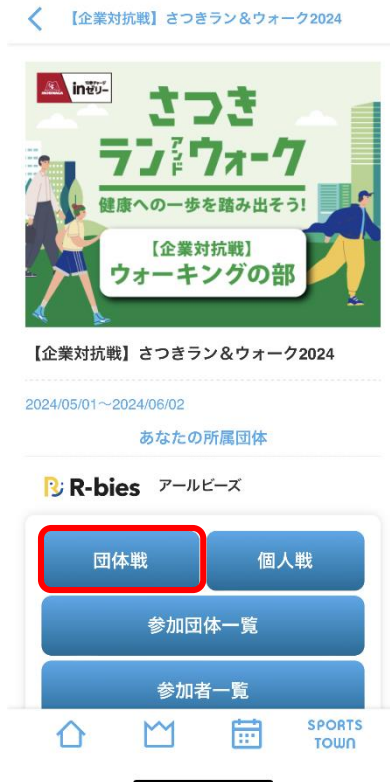 【企業対抗戦】さつきラン＆ウォーク2024
inゼリー
さつき
ランアンドウォーク
健康への一歩を踏み出そう!
【企業対抗戦】
ウォーキングの部
【企業対抗戦】さつきラン＆ウォーク2024
2024/05/01～2024/06/02
あなたの所属団体
R-bies アールビーズ
団体戦 個人戦
参加団体一覧
参加者一覧
SPORTS
TOWN